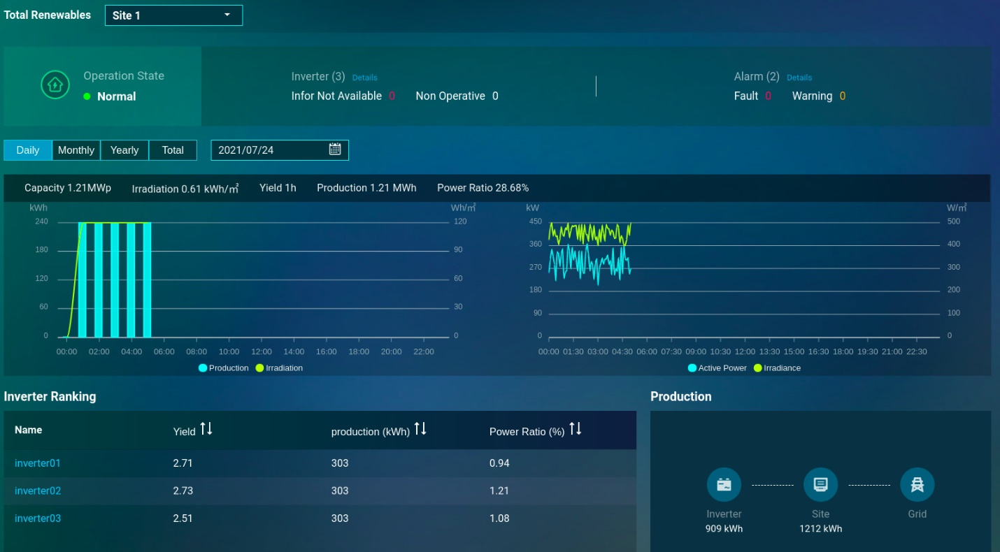 Total Renewables Site 1
Operation State
Normal
Inverter (3) Details
Infor Not Available 0 Non Operative 0
Alarm (2) Details
Fault 0 Warning 0
Daily Monthly Yearly Total 2021/07/24
Capacity 1.21MWp Irradiation 0.61 kWh/㎡ Yield 1h Production 1.21 MWh Power Ratio 28.68%
kWh Wh/㎡
240 120
180 90
120 60
60 30
0 0
00:00 02:00 04:00 06:00 08:00 10:00 12:00 14:00 16:00 18:00 20:00 22:00
Production Irradiation
kW W/㎡
450 500
360 400
270 300
180 200
90 100
0 0
00:00 01:30 03:00 04:30 06:00 07:30 09:00 10:30 12:00 13:30 15:00 16:30 18:00 19:30 21:00 22:30
Active Power Irradiance
Inverter Ranking
Name Yield production (kWh) Power Ratio (%)
inverter01 2.71 303 0.94
inverter02 2.73 303 1.21
inverter03 2.51 303 1.08
Production
Inverter Site Grid
909 kWh 1212 kWh